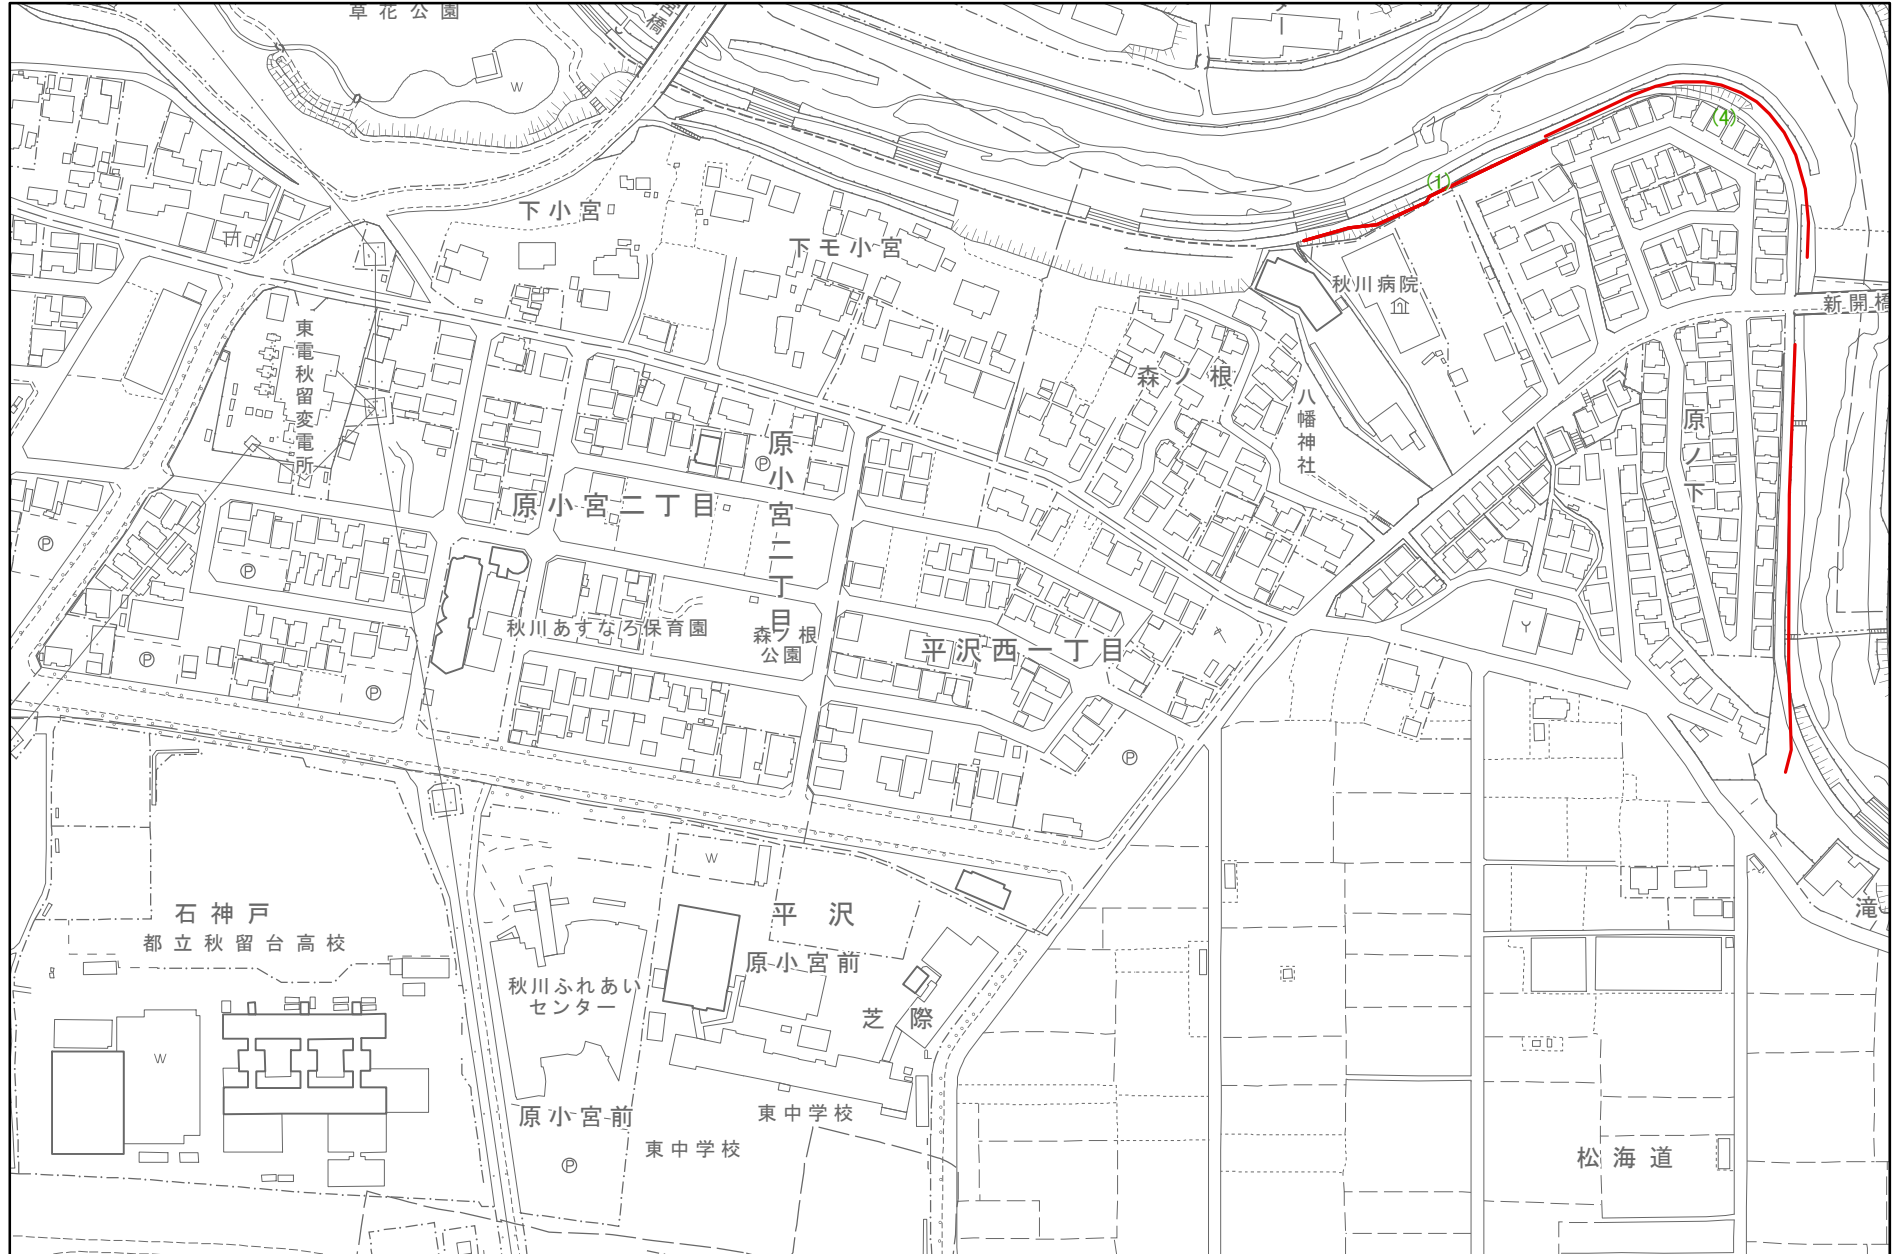 草花公園
宮橋
(4)
(1)
下小宮
下モ小宮
秋川病院
新開橋
東電秋留変電所
森ノ根
八幡神社
原ノ下
原小宮二丁目
原小宮二丁目
P
P
P
P
P
秋川あすなろ保育園
森ノ根
公園
平沢西一丁目
P
W
W
石神戸
都立秋留台高校
平沢
原小宮前
秋川ふれあい
センター
芝際
滝
W
原小宮前
東中学校
東中学校
P
松海道